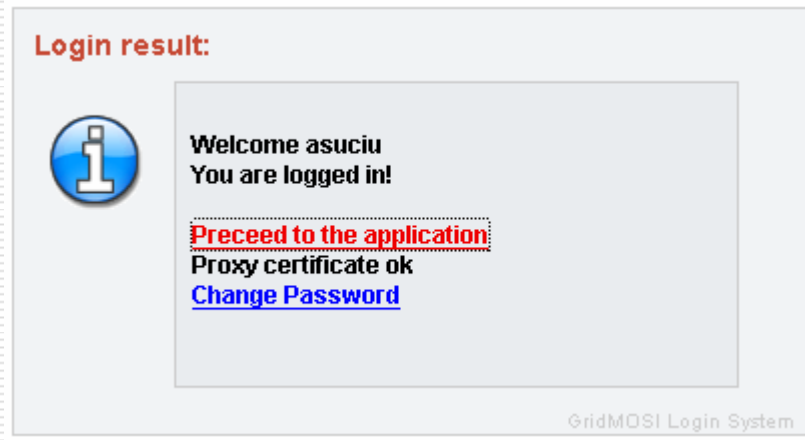 Login result:
Welcome asuciu
You are logged in!
Preceed to the application
Proxy certificate ok
Change Password
GridMOSI Login System